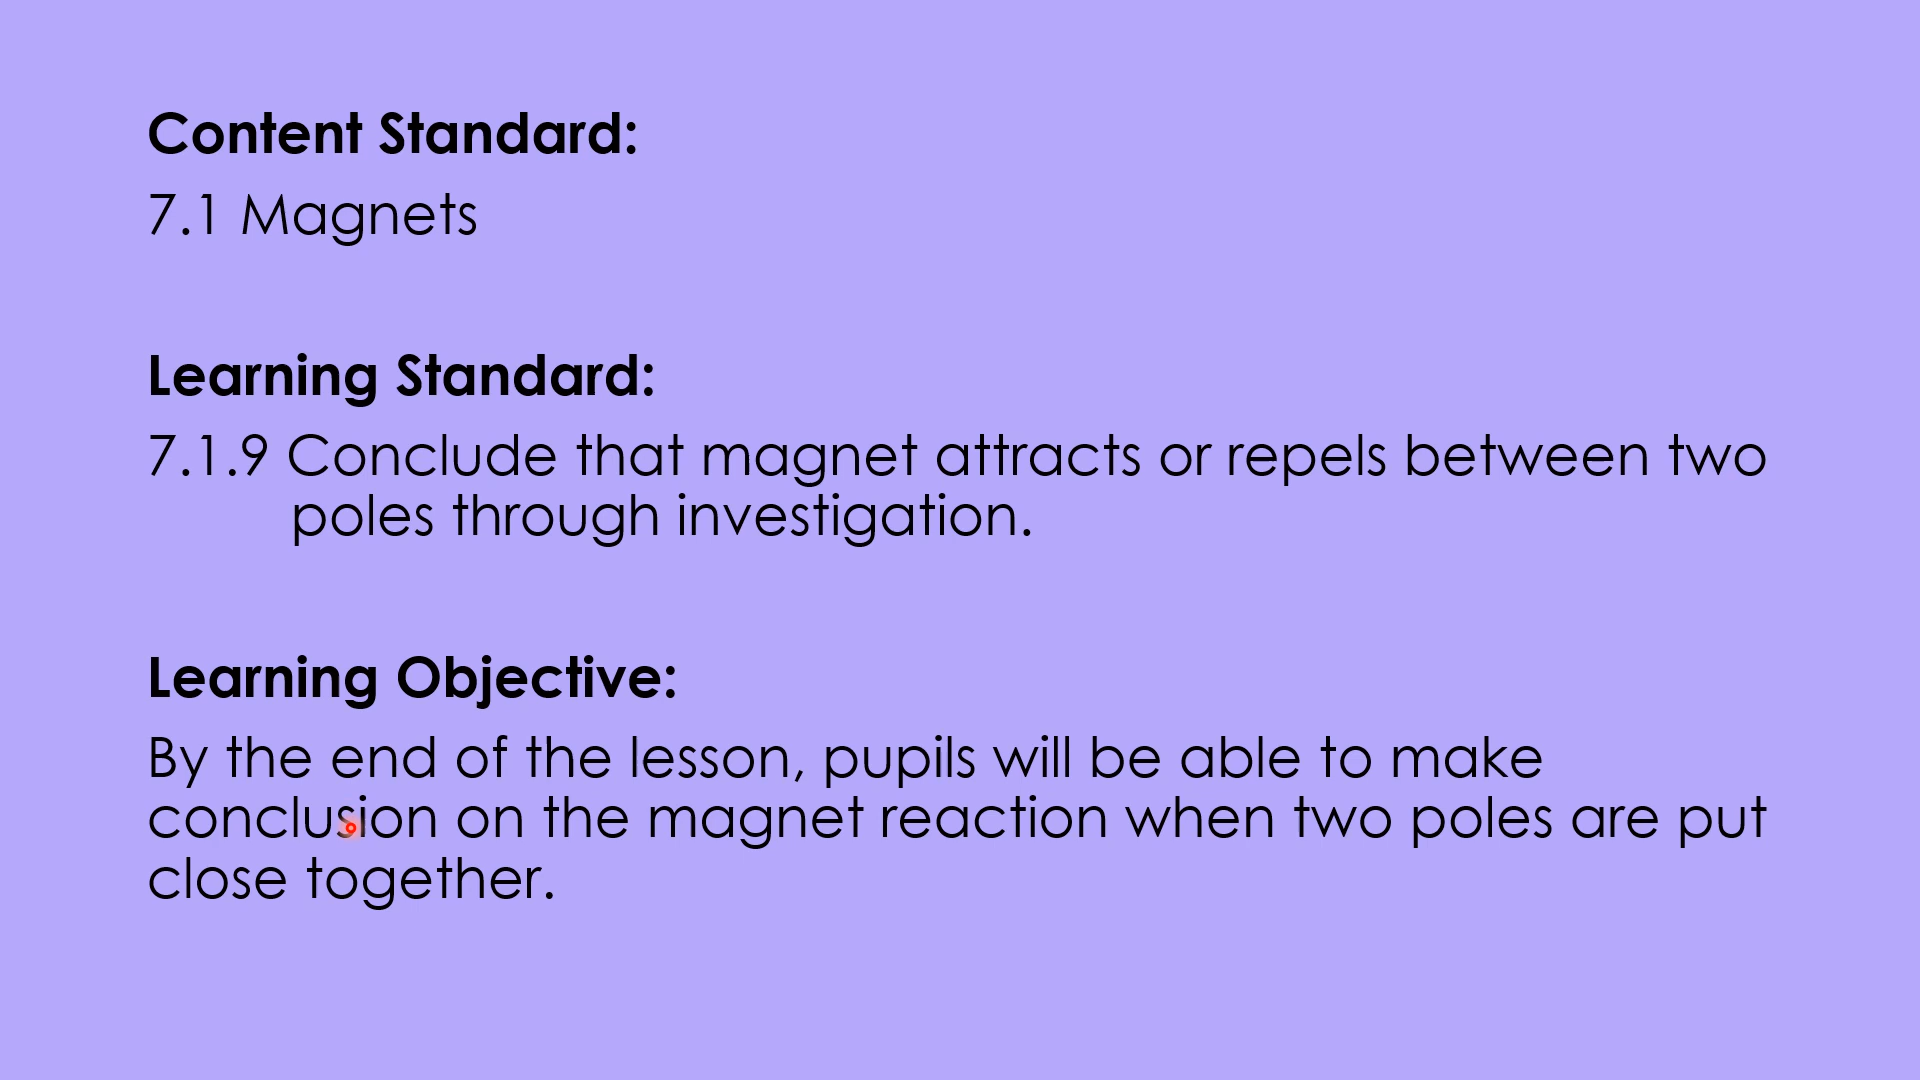 Content Standard:
7.1 Magnets
Learning Standard:
7.1.9 Conclude that magnet attracts or repels between two
poles through investigation.
Learning Objective:
By the end of the lesson, pupils will be able to make
conclusion on the magnet reaction when two poles are put
close together.